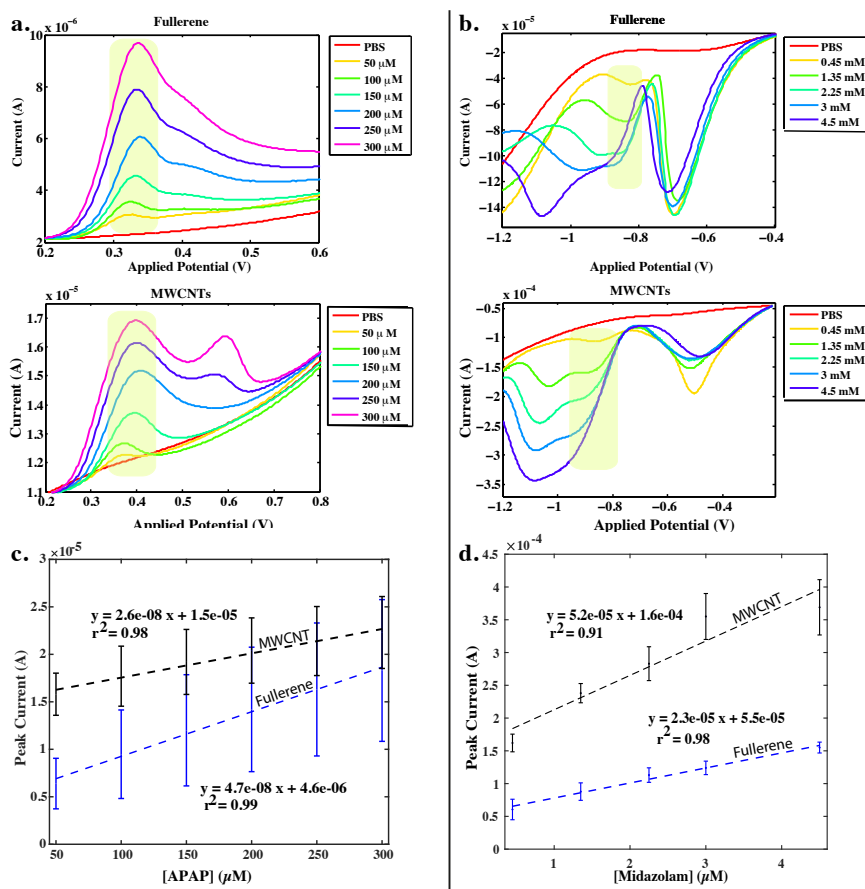 a.
Fullerene
× 10⁻⁶
10
8
6
4
2
Current (A)
0.2 0.3 0.4 0.5 0.6
Applied Potential (V)
PBS
50 μM
100 μM
150 μM
200 μM
250 μM
300 μM
MWCNTs
× 10⁻⁵
1.7
1.6
1.5
1.4
1.3
1.2
1.1
Current (A)
0.2 0.3 0.4 0.5 0.6 0.7 0.8
Applied Potential (V)
PBS
50 μ M
100 μM
150 μM
200 μM
250 μM
300 μM
b.
Fullerene
× 10⁻⁵
−2
−4
−6
−8
−10
−12
−14
Current (A)
−1.2 −1 −0.8 −0.6 −0.4
Applied Potential (V)
PBS
0.45 mM
1.35 mM
2.25 mM
3 mM
4.5 mM
MWCNTs
× 10⁻⁴
−0.5
−1
−1.5
−2
−2.5
−3
−3.5
Current (A)
−1.2 −1 −0.8 −0.6 −0.4
Applied Potential (V)
PBS
0.45 mM
1.35 mM
2.25 mM
3 mM
4.5 mM
c.
×10⁻⁵
3
2.5
2
1.5
1
0.5
0
Peak Current (A)
y = 2.6e-08 x + 1.5e-05
r² = 0.98
MWCNT
Fullerene
y = 4.7e-08 x + 4.6e-06
r² = 0.99
50 100 150 200 250 300
[APAP] (μM)
d.
×10⁻⁴
4.5
4
3.5
3
2.5
2
1.5
1
0.5
0
Peak Current (A)
y = 5.2e-05 x + 1.6e-04
r² = 0.91
MWCNT
y = 2.3e-05 x + 5.5e-05
r² = 0.98
Fullerene
1 2 3 4
[Midazolam] (μM)